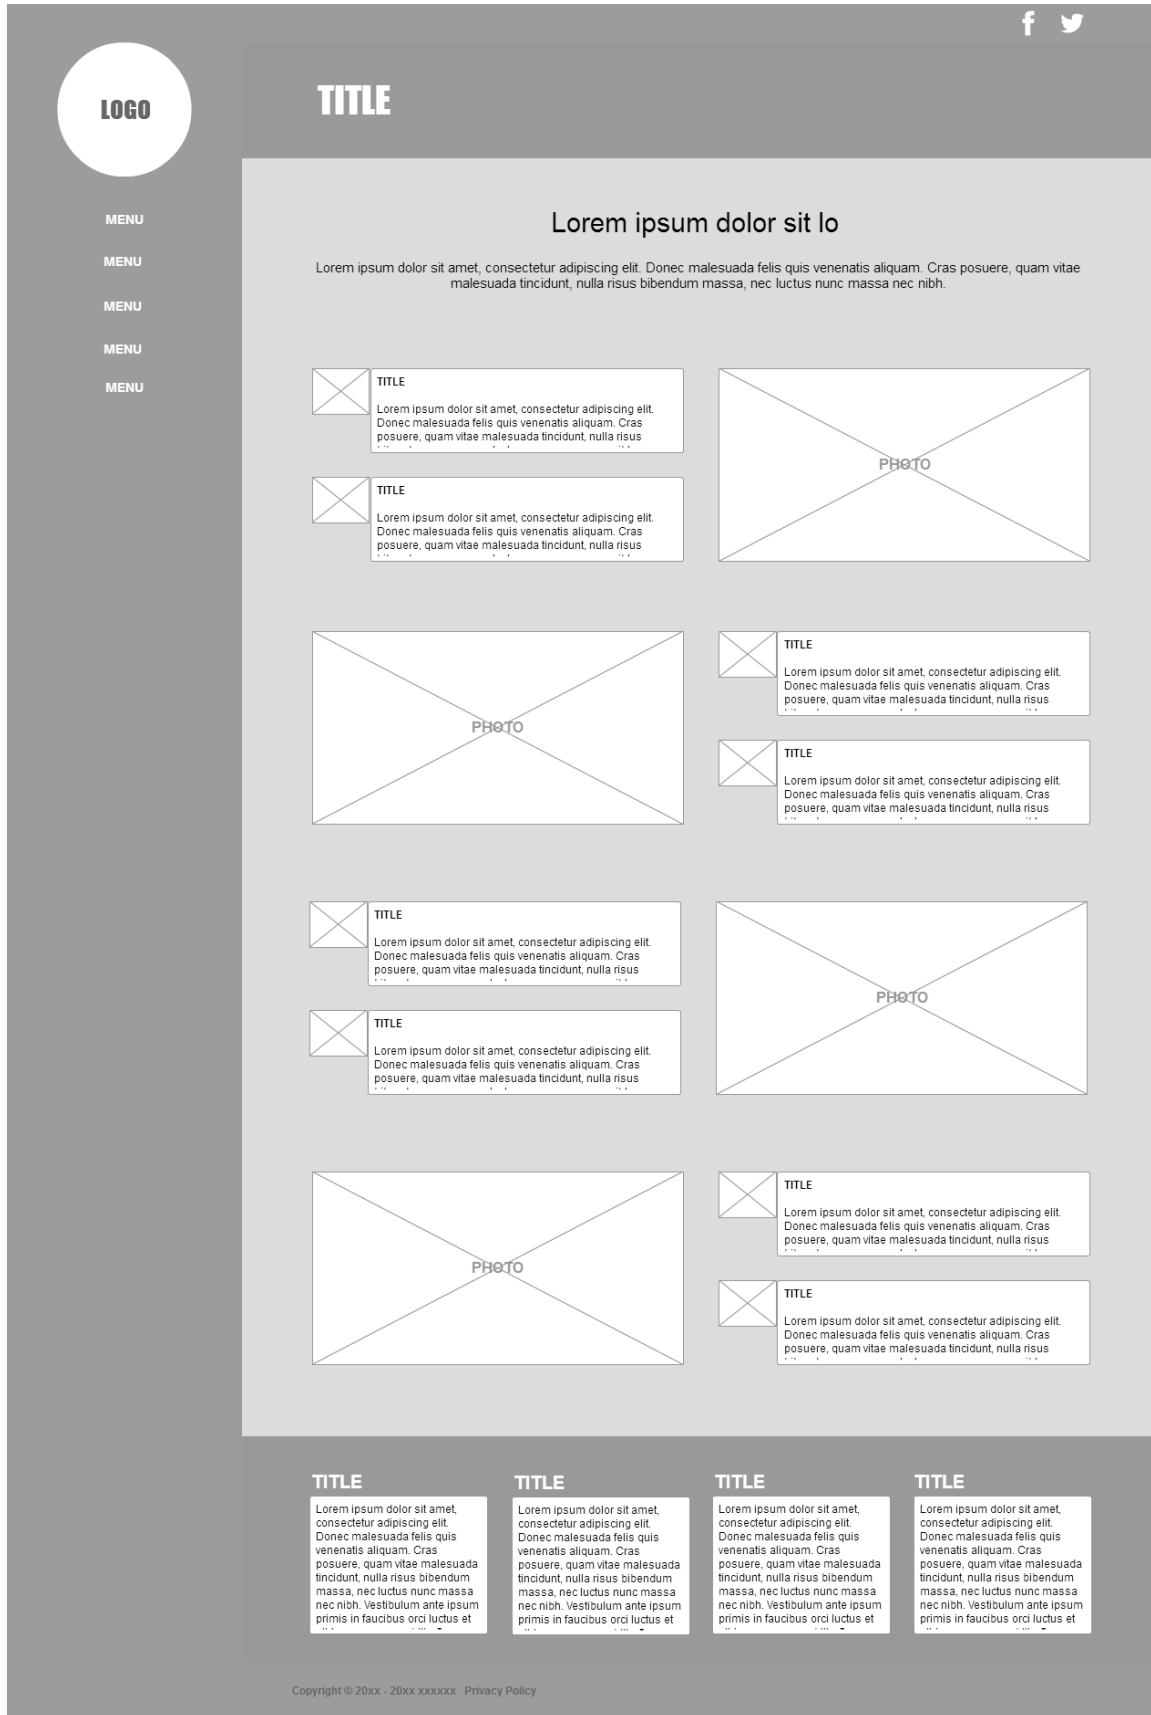 LOGO
MENU
MENU
MENU
MENU
MENU
TITLE
Lorem ipsum dolor sit lo
Lorem ipsum dolor sit amet, consectetur adipiscing elit. Donec malesuada felis quis venenatis aliquam. Cras posuere, quam vitae
malesuada tincidunt, nulla risus bibendum massa, nec luctus nunc massa nec nibh.
TITLE
Lorem ipsum dolor sit amet, consectetur adipiscing elit.
Donec malesuada felis quis venenatis aliquam. Cras
posuere, quam vitae malesuada tincidunt, nulla risus
TITLE
Lorem ipsum dolor sit amet, consectetur adipiscing elit.
Donec malesuada felis quis venenatis aliquam. Cras
posuere, quam vitae malesuada tincidunt, nulla risus
PHOTO
PHOTO
TITLE
Lorem ipsum dolor sit amet, consectetur adipiscing elit.
Donec malesuada felis quis venenatis aliquam. Cras
posuere, quam vitae malesuada tincidunt, nulla risus
TITLE
Lorem ipsum dolor sit amet, consectetur adipiscing elit.
Donec malesuada felis quis venenatis aliquam. Cras
posuere, quam vitae malesuada tincidunt, nulla risus
TITLE
Lorem ipsum dolor sit amet, consectetur adipiscing elit.
Donec malesuada felis quis venenatis aliquam. Cras
posuere, quam vitae malesuada tincidunt, nulla risus
TITLE
Lorem ipsum dolor sit amet, consectetur adipiscing elit.
Donec malesuada felis quis venenatis aliquam. Cras
posuere, quam vitae malesuada tincidunt, nulla risus
PHOTO
PHOTO
TITLE
Lorem ipsum dolor sit amet, consectetur adipiscing elit.
Donec malesuada felis quis venenatis aliquam. Cras
posuere, quam vitae malesuada tincidunt, nulla risus
TITLE
Lorem ipsum dolor sit amet, consectetur adipiscing elit.
Donec malesuada felis quis venenatis aliquam. Cras
posuere, quam vitae malesuada tincidunt, nulla risus
TITLE
Lorem ipsum dolor sit amet,
consectetur adipiscing elit.
Donec malesuada felis quis
venenatis aliquam. Cras
posuere, quam vitae malesuada
tincidunt, nulla risus bibendum
massa, nec luctus nunc massa
nec nibh. Vestibulum ante ipsum
primis in faucibus orci luctus et
TITLE
Lorem ipsum dolor sit amet,
consectetur adipiscing elit.
Donec malesuada felis quis
venenatis aliquam. Cras
posuere, quam vitae malesuada
tincidunt, nulla risus bibendum
massa, nec luctus nunc massa
nec nibh. Vestibulum ante ipsum
primis in faucibus orci luctus et
TITLE
Lorem ipsum dolor sit amet,
consectetur adipiscing elit.
Donec malesuada felis quis
venenatis aliquam. Cras
posuere, quam vitae malesuada
tincidunt, nulla risus bibendum
massa, nec luctus nunc massa
nec nibh. Vestibulum ante ipsum
primis in faucibus orci luctus et
TITLE
Lorem ipsum dolor sit amet,
consectetur adipiscing elit.
Donec malesuada felis quis
venenatis aliquam. Cras
posuere, quam vitae malesuada
tincidunt, nulla risus bibendum
massa, nec luctus nunc massa
nec nibh. Vestibulum ante ipsum
primis in faucibus orci luctus et
Copyright © 20xx - 20xx xxxxxx Privacy Policy